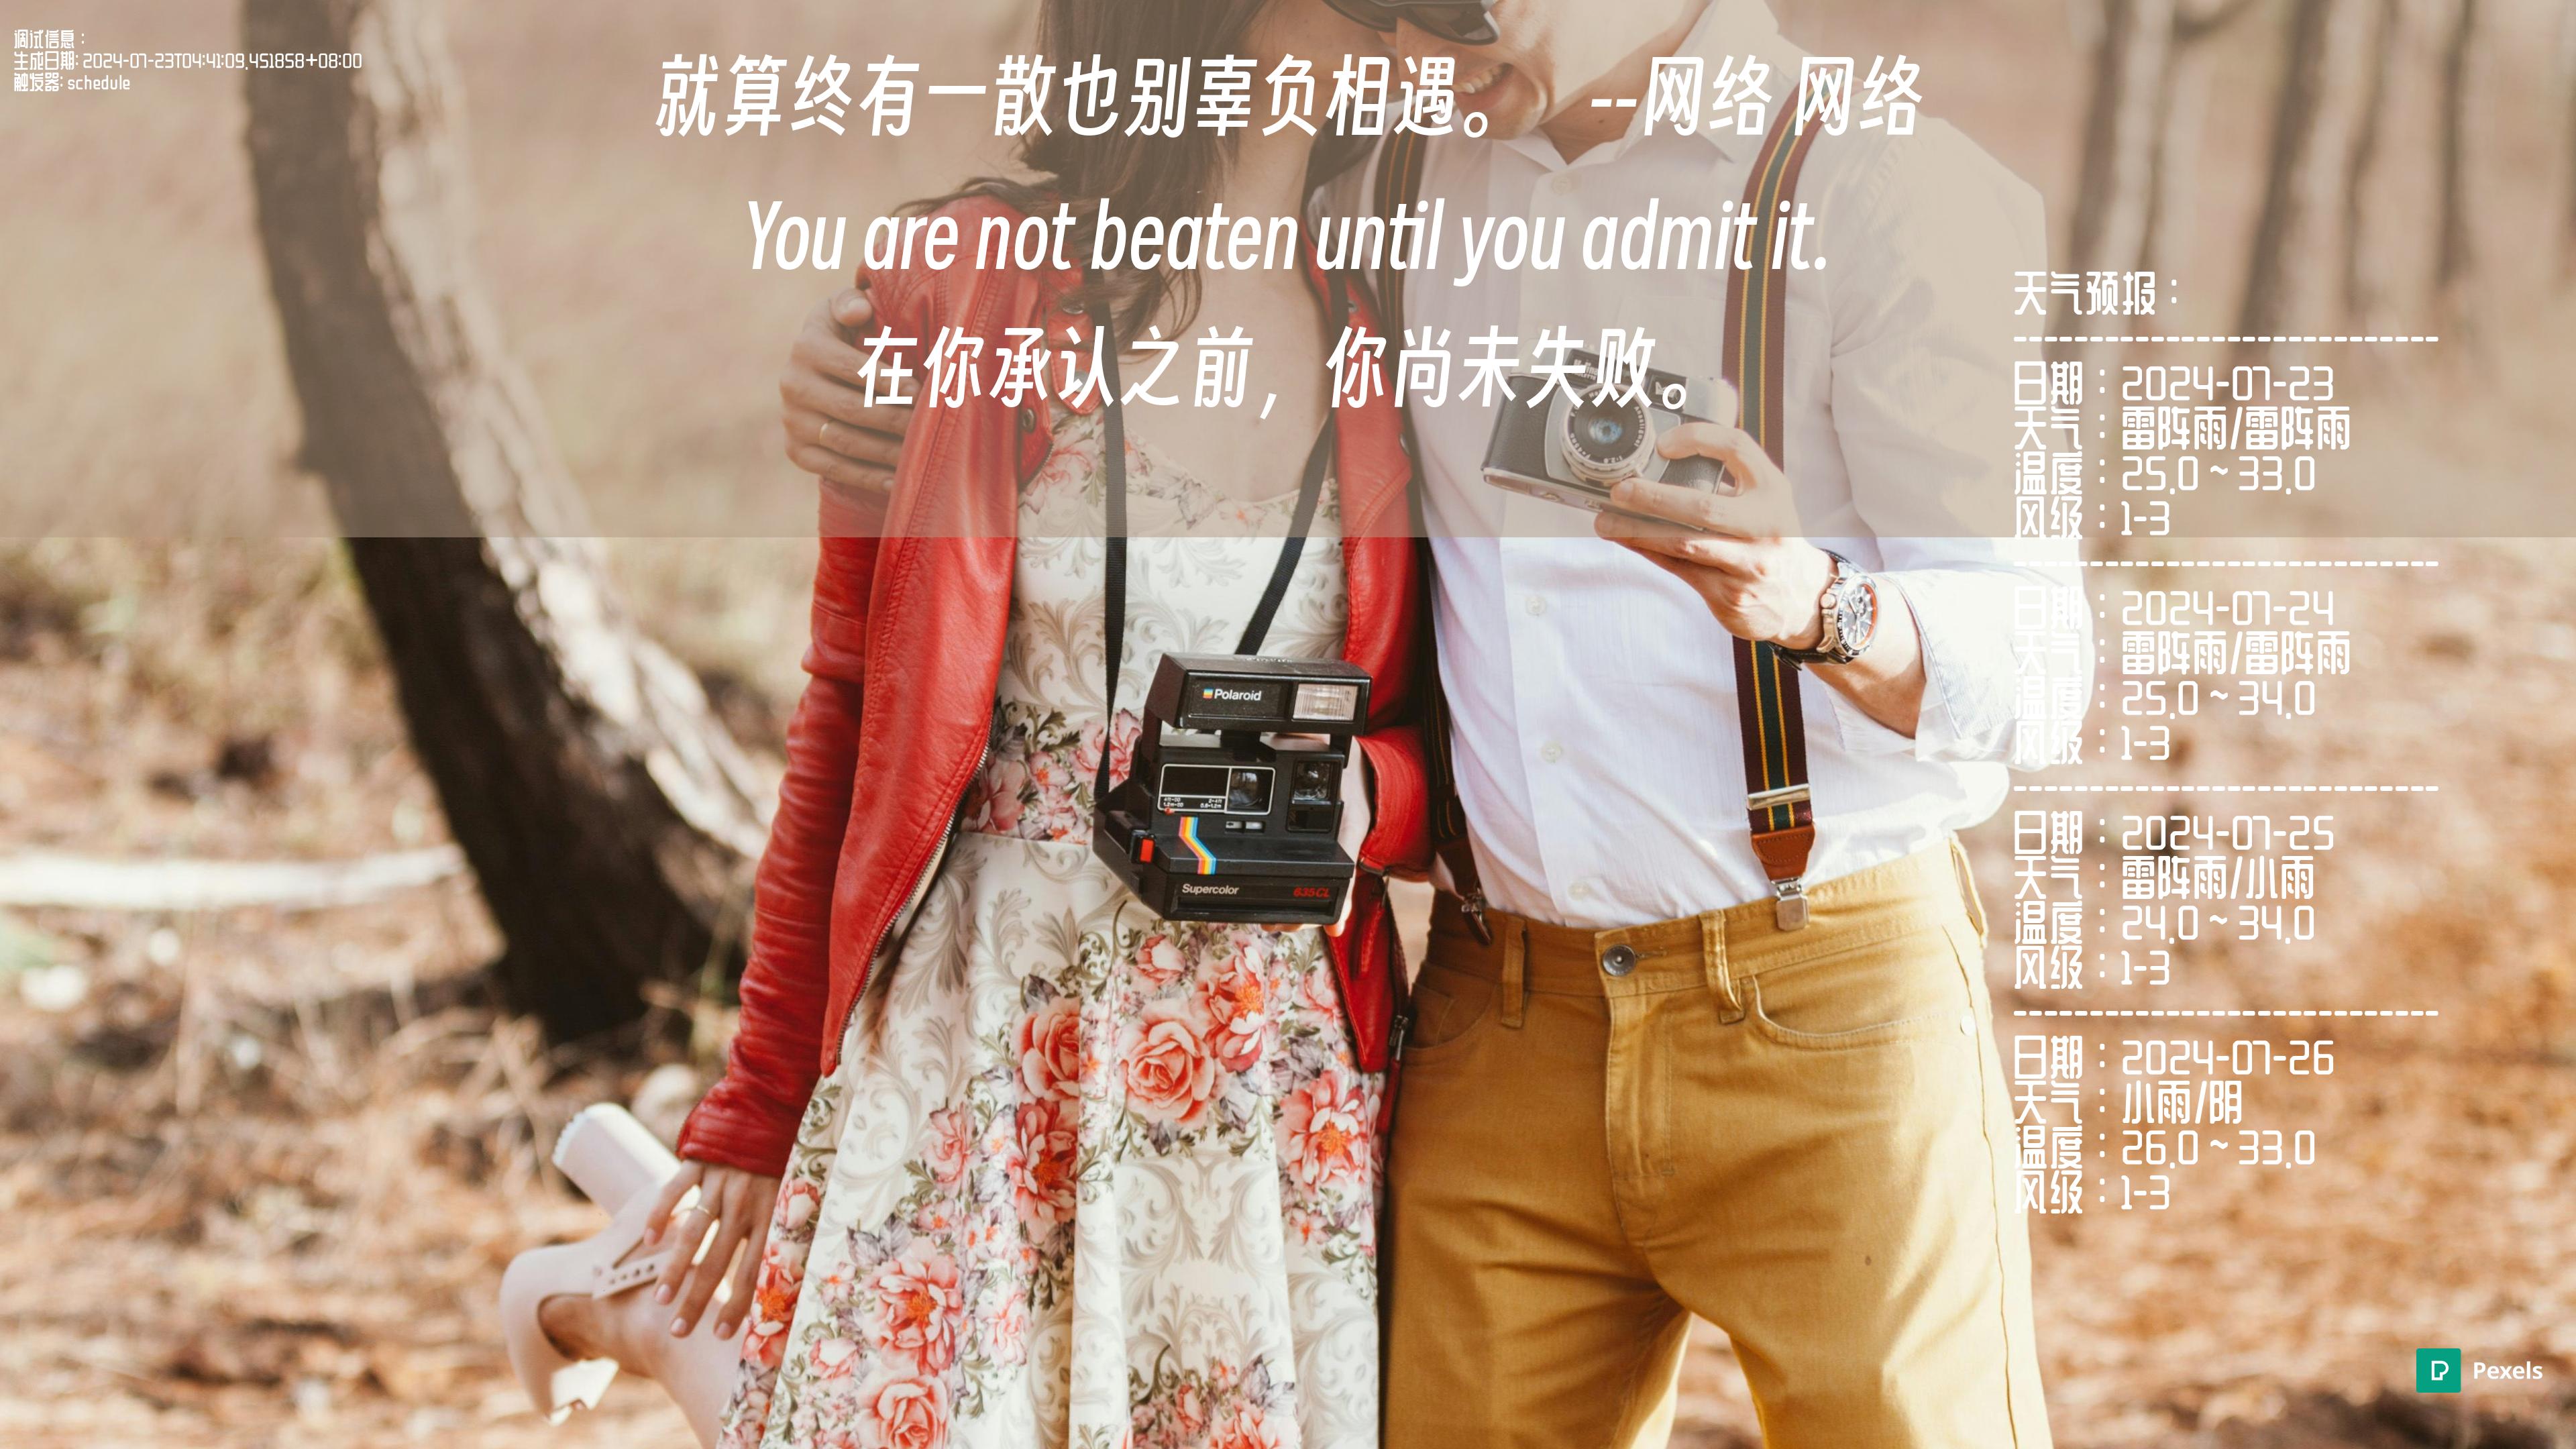 调试信息：
生成日期: 2024-07-23T04:41:09.451858+08:00
触发器: schedule
就算终有一散也别辜负相遇。 --网络 网络
You are not beaten until you admit it.
在你承认之前，你尚未失败。
天气预报：
------------------------------
日期：2024-07-23
天气：雷阵雨/雷阵雨
温度：25.0 ~ 33.0
风级：1-3
------------------------------
日期：2024-07-24
天气：雷阵雨/雷阵雨
温度：25.0 ~ 34.0
风级：1-3
------------------------------
日期：2024-07-25
天气：雷阵雨/小雨
温度：24.0 ~ 34.0
风级：1-3
------------------------------
日期：2024-07-26
天气：小雨/阴
温度：26.0 ~ 33.0
风级：1-3
Polaroid
Supercolor 635CL
Pexels